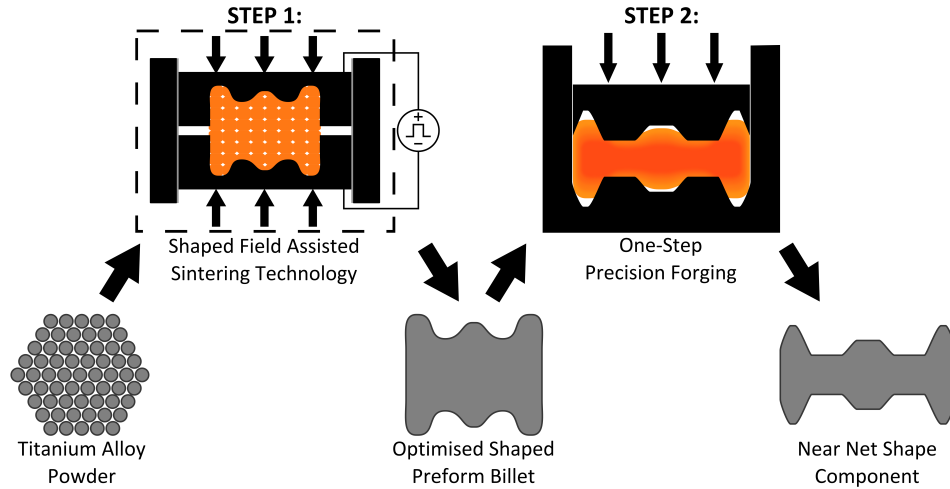 STEP 1:
STEP 2:
+
−
Shaped Field Assisted
Sintering Technology
One-Step
Precision Forging
Titanium Alloy
Powder
Optimised Shaped
Preform Billet
Near Net Shape
Component